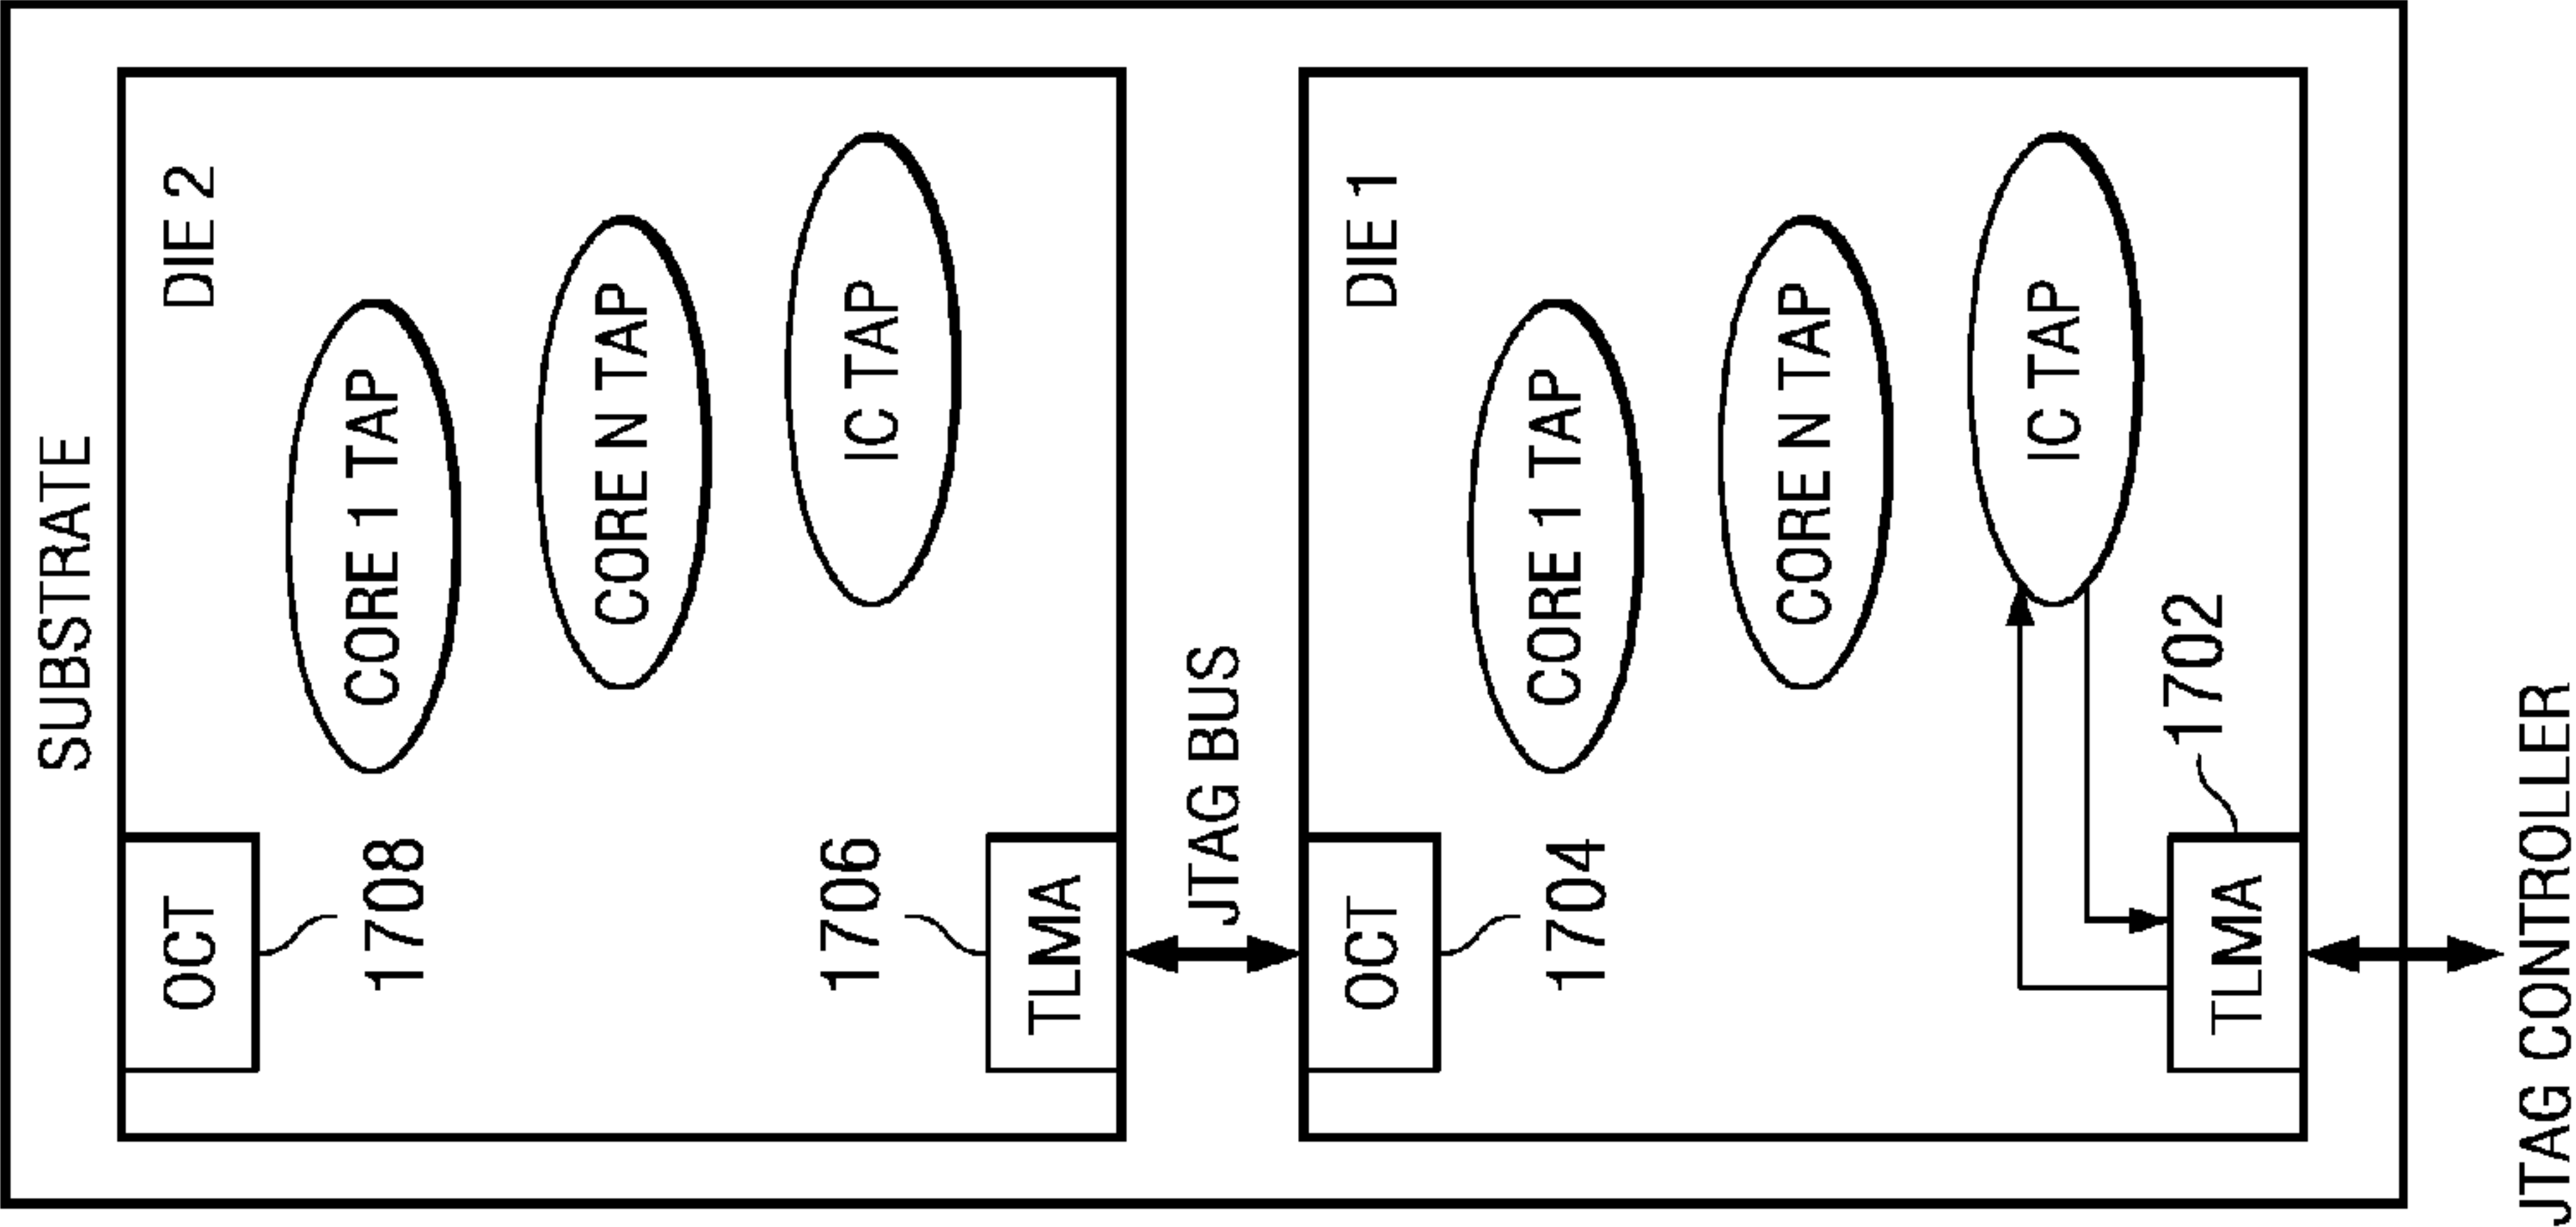 SUBSTRATE
DIE 2
OCT
1708
CORE 1 TAP
CORE N TAP
IC TAP
1706
TLMA
JTAG BUS
DIE 1
OCT
1704
CORE 1 TAP
CORE N TAP
IC TAP
1702
TLMA
JTAG CONTROLLER